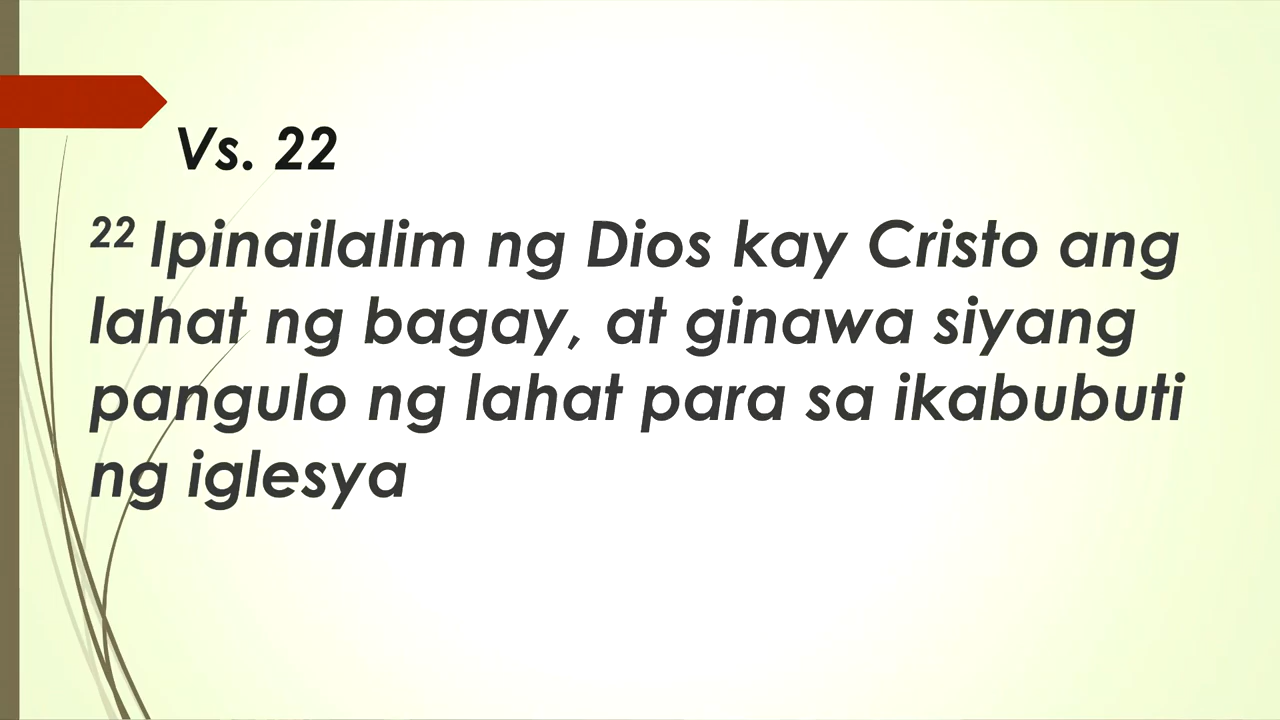 Vs. 22
22 Ipinailalim ng Dios kay Cristo ang
lahat ng bagay, at ginawa siyang
pangulo ng lahat para sa ikabubuti
ng iglesya